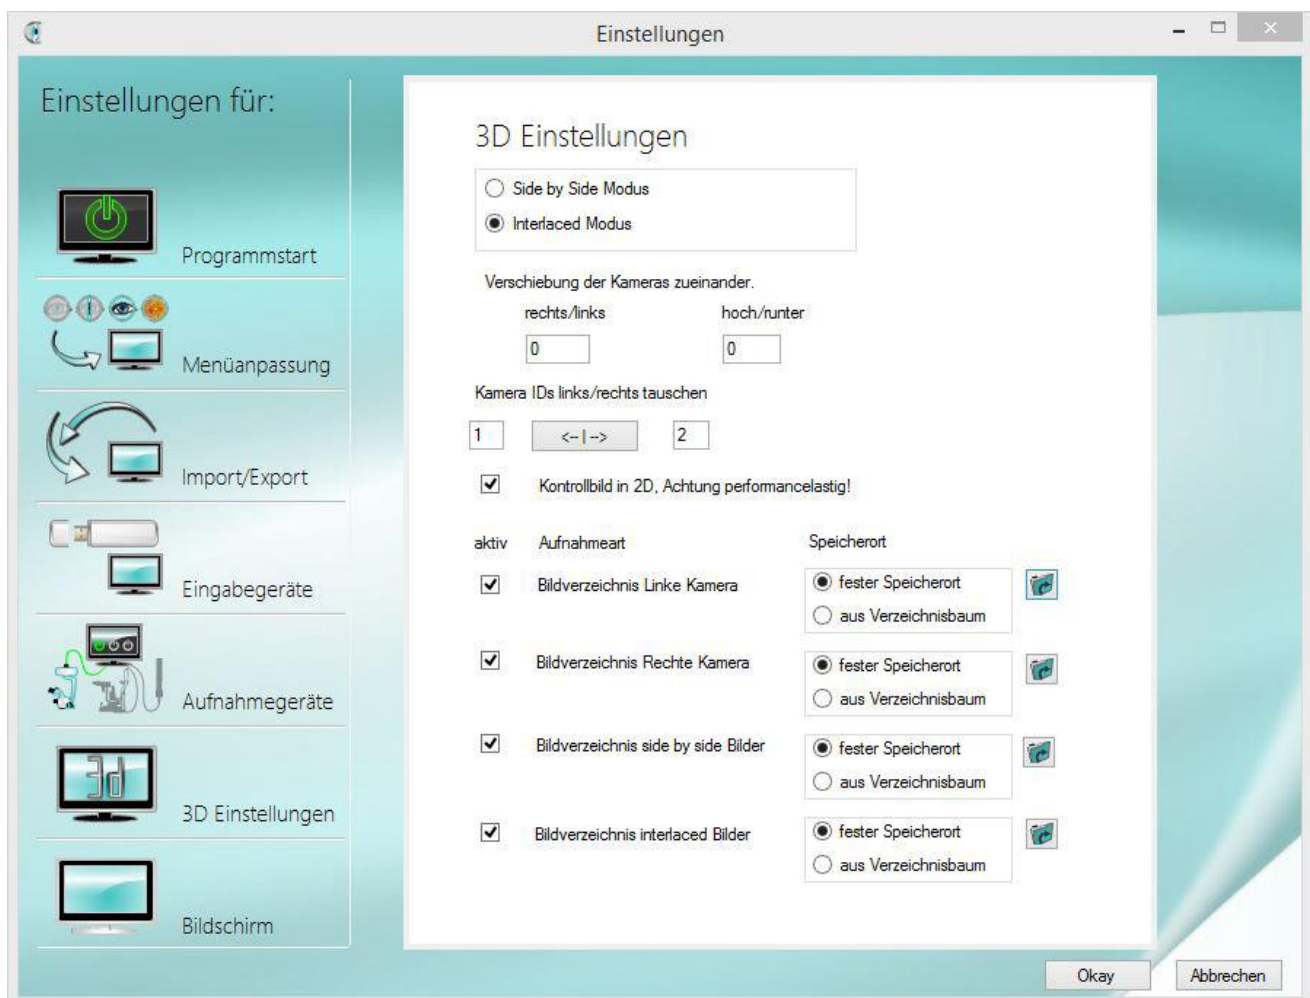 Einstellungen
Einstellungen für:
Programmstart
Menüanpassung
Import/Export
Eingabegeräte
Aufnahmegeräte
3d
3D Einstellungen
Bildschirm
3D Einstellungen
Side by Side Modus
Interlaced Modus
Verschiebung der Kameras zueinander.
rechts/links hoch/runter
0 0
Kamera IDs links/rechts tauschen
1 <--|--> 2
Kontrollbild in 2D, Achtung performancelastig!
aktiv Aufnahmeart Speicherort
Bildverzeichnis Linke Kamera
fester Speicherort
aus Verzeichnisbaum
Bildverzeichnis Rechte Kamera
fester Speicherort
aus Verzeichnisbaum
Bildverzeichnis side by side Bilder
fester Speicherort
aus Verzeichnisbaum
Bildverzeichnis interlaced Bilder
fester Speicherort
aus Verzeichnisbaum
Okay Abbrechen